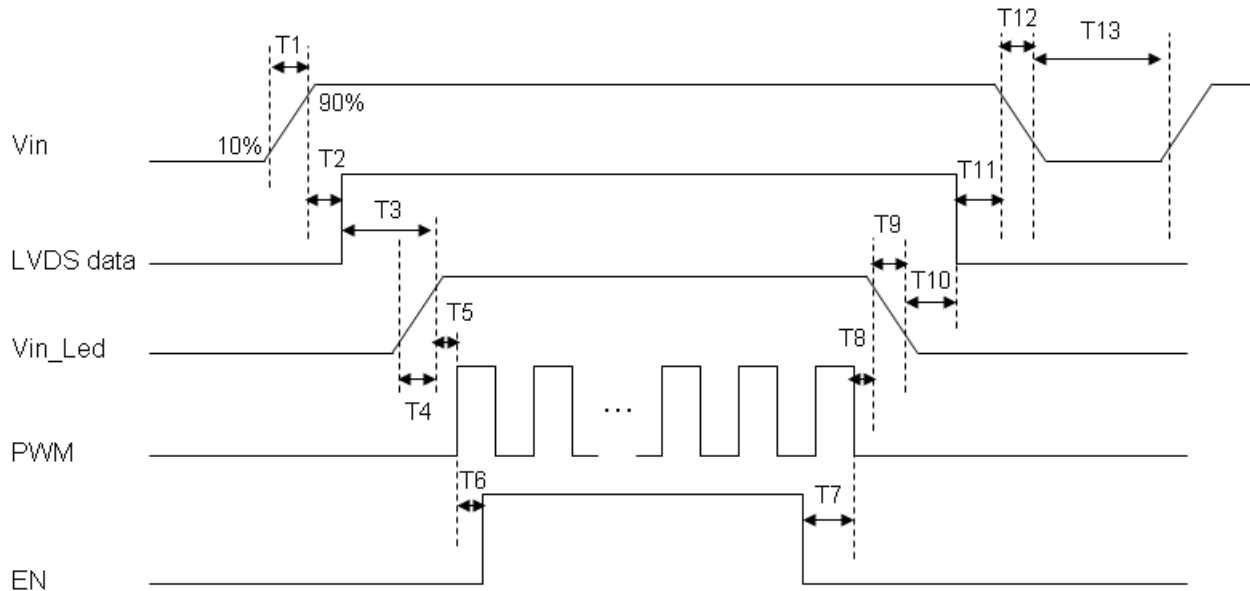 T1
T12
T13
90%
10%
Vin
T2
T11
T3
T9
LVDS data
T10
T5
T8
Vin_Led
T4
...
PWM
T6
T7
EN